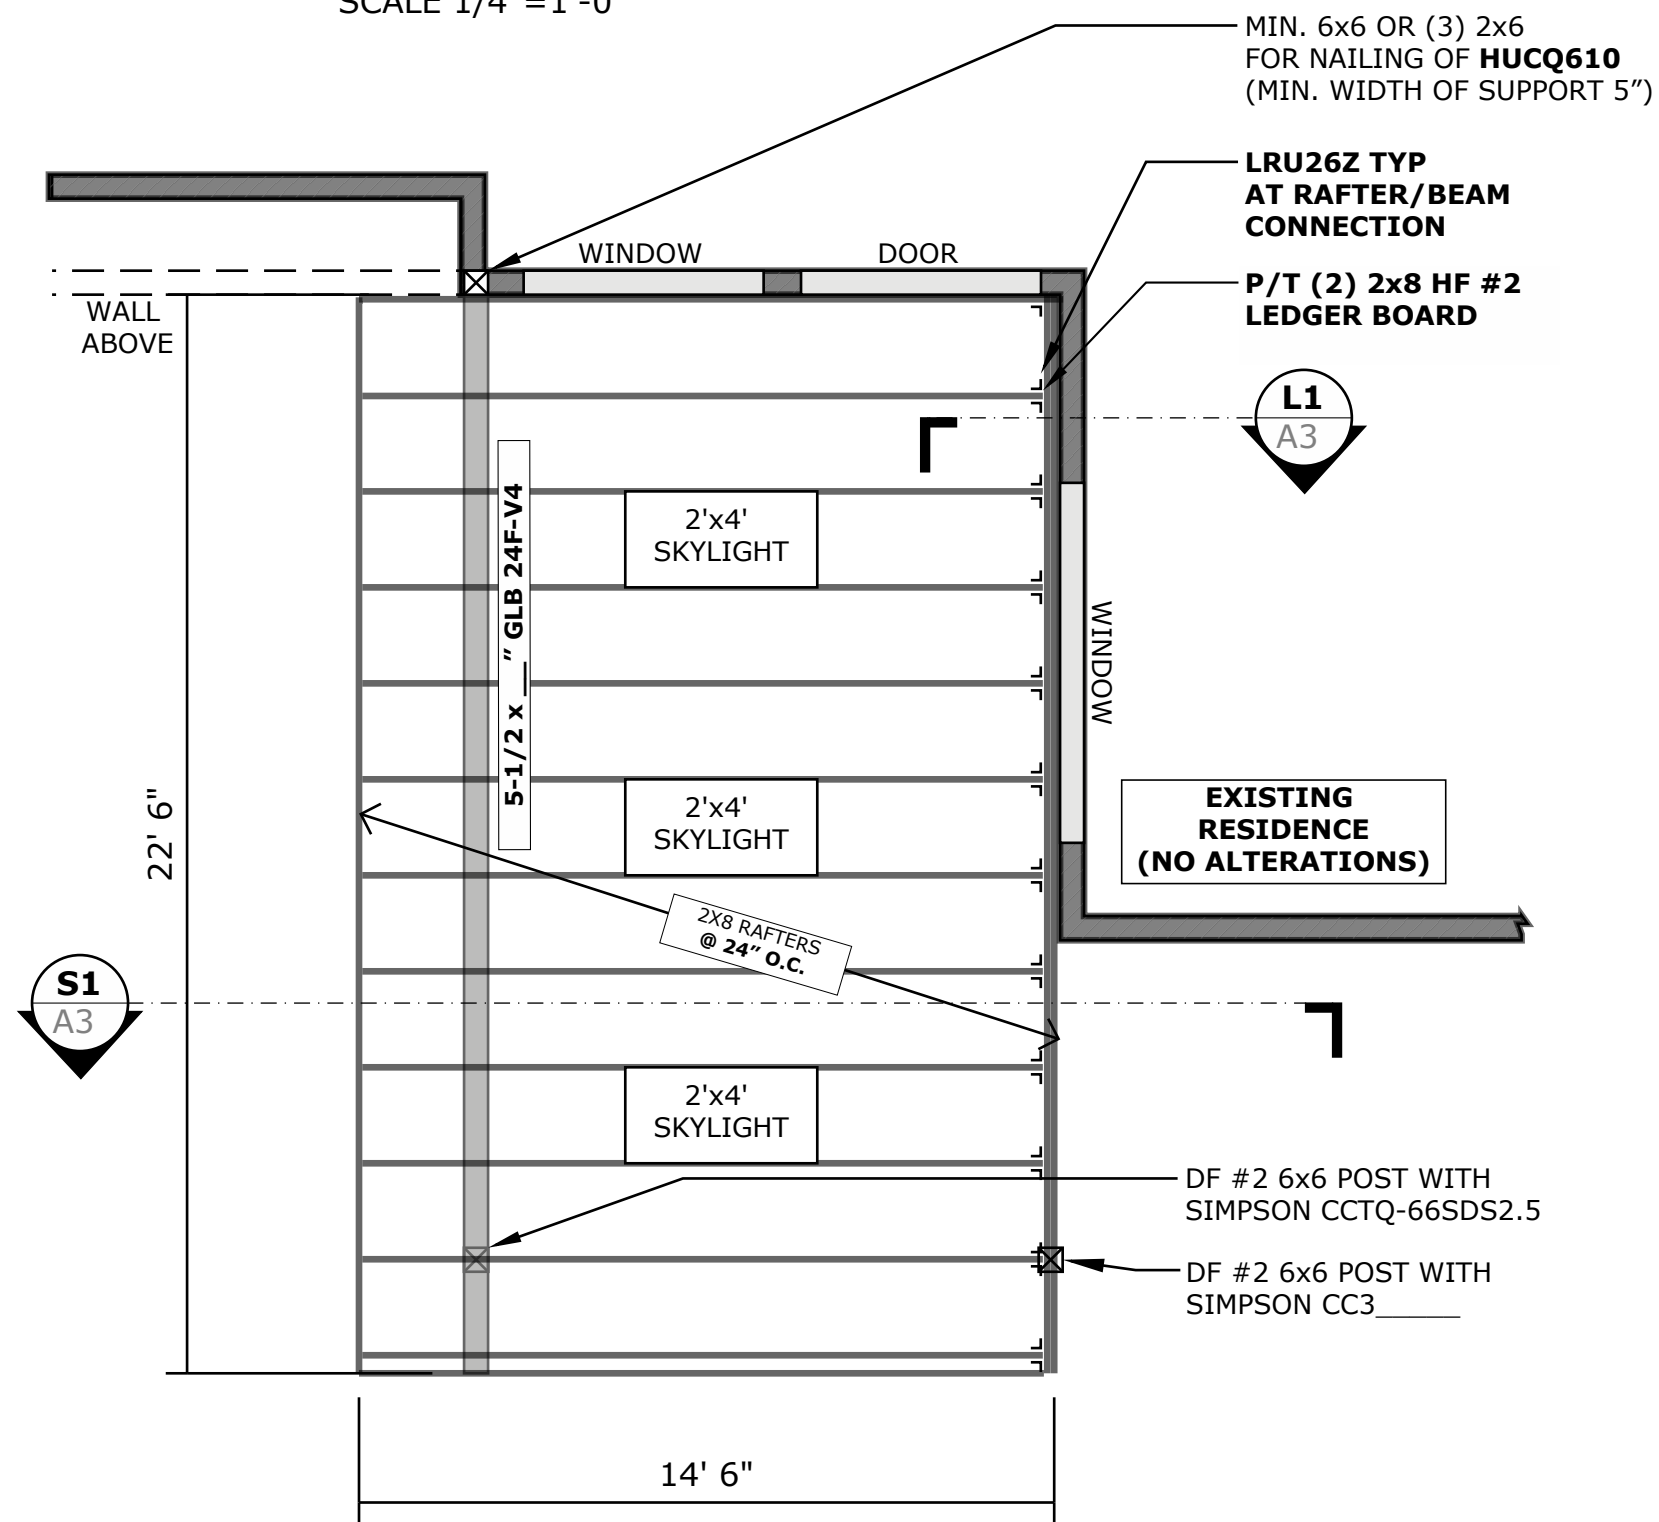 SCALE 1/4"=1'-0"
MIN. 6x6 OR (3) 2x6
FOR NAILING OF HUCQ610
(MIN. WIDTH OF SUPPORT 5”)
LRU26Z TYP
AT RAFTER/BEAM
CONNECTION
WINDOW
DOOR
P/T (2) 2x8 HF #2
LEDGER BOARD
WALL
ABOVE
L1
A3
5-1/2 x __” GLB 24F-V4
2'x4'
SKYLIGHT
WINDOW
22' 6"
2'x4'
SKYLIGHT
EXISTING
RESIDENCE
(NO ALTERATIONS)
2X8 RAFTERS
@ 24” O.C.
S1
A3
2'x4'
SKYLIGHT
DF #2 6x6 POST WITH
SIMPSON CCTQ-66SDS2.5
DF #2 6x6 POST WITH
SIMPSON CC3_____
14' 6"